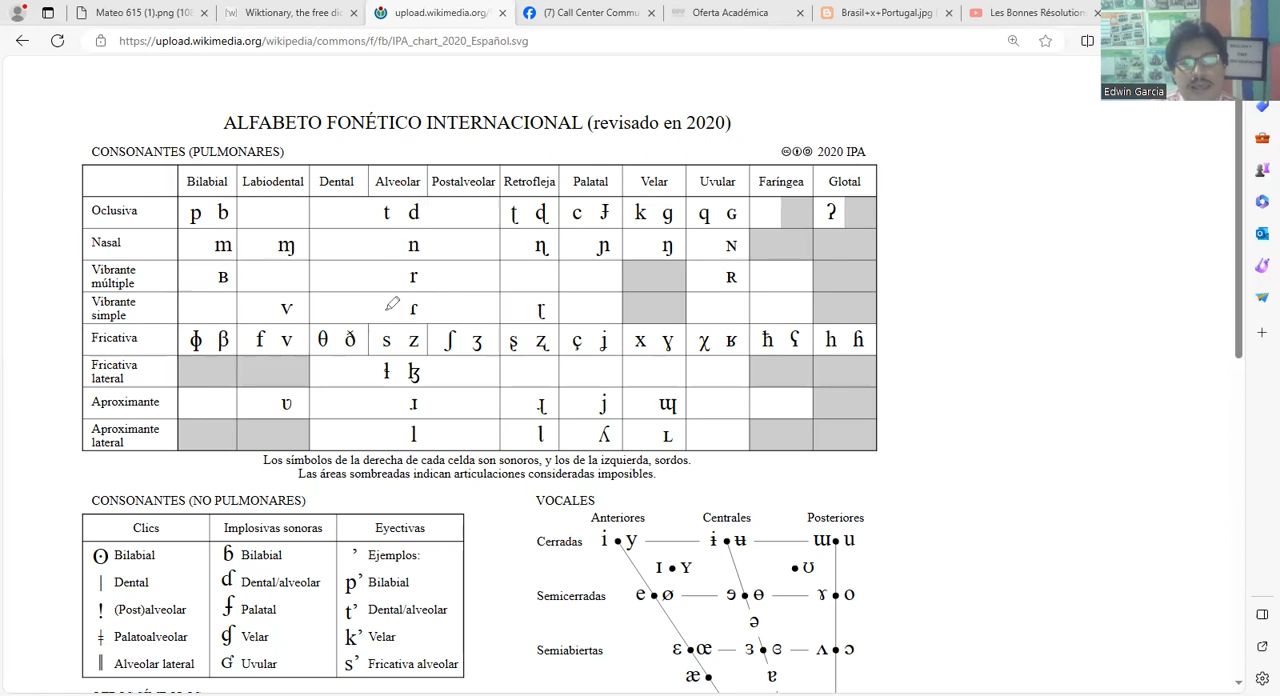 Mateo 615 (1).png (108
Wiktionary, the free dic
upload.wikimedia.org/
(7) Call Center Commu
Oferta Académica
Brasil+x+Portugal.jpg (
Les Bonnes Résolution
https://upload.wikimedia.org/wikipedia/commons/f/fb/IPA_chart_2020_Español.svg
Edwin Garcia
ALFABETO FONÉTICO INTERNACIONAL (revisado en 2020)
CONSONANTES (PULMONARES) 2020 IPA
Bilabial Labiodental Dental Alveolar Postalveolar Retrofleja Palatal Velar Uvular Faríngea Glotal
Oclusiva p b t d ʈ ɖ c ɟ k ɡ q ɢ ʔ
Nasal m ɱ n ɳ ɲ ŋ ɴ
Vibrante múltiple ʙ r ʀ
Vibrante simple ⱱ ɾ ɽ
Fricativa ɸ β f v θ ð s z ʃ ʒ ʂ ʐ ç ʝ x ɣ χ ʁ ħ ʕ h ɦ
Fricativa lateral ɬ ɮ
Aproximante ʋ ɹ ɻ j ɰ
Aproximante lateral l ɭ ʎ ʟ
Los símbolos de la derecha de cada celda son sonoros, y los de la izquierda, sordos.
Las áreas sombreadas indican articulaciones consideradas imposibles.
CONSONANTES (NO PULMONARES)
Clics Implosivas sonoras Eyectivas
ʘ Bilabial ɓ Bilabial ʼ Ejemplos:
ǀ Dental ɗ Dental/alveolar pʼ Bilabial
ǃ (Post)alveolar ʄ Palatal tʼ Dental/alveolar
ǂ Palatoalveolar ɠ Velar kʼ Velar
ǁ Alveolar lateral ʛ Uvular sʼ Fricativa alveolar
VOCALES
Anteriores Centrales Posteriores
Cerradas i y ɨ ʉ ɯ u
ɪ ʏ ʊ
Semicerradas e ø ɘ ɵ ɤ o
ə
Semiabiertas ɛ œ ɜ ɞ ʌ ɔ
æ ɐ